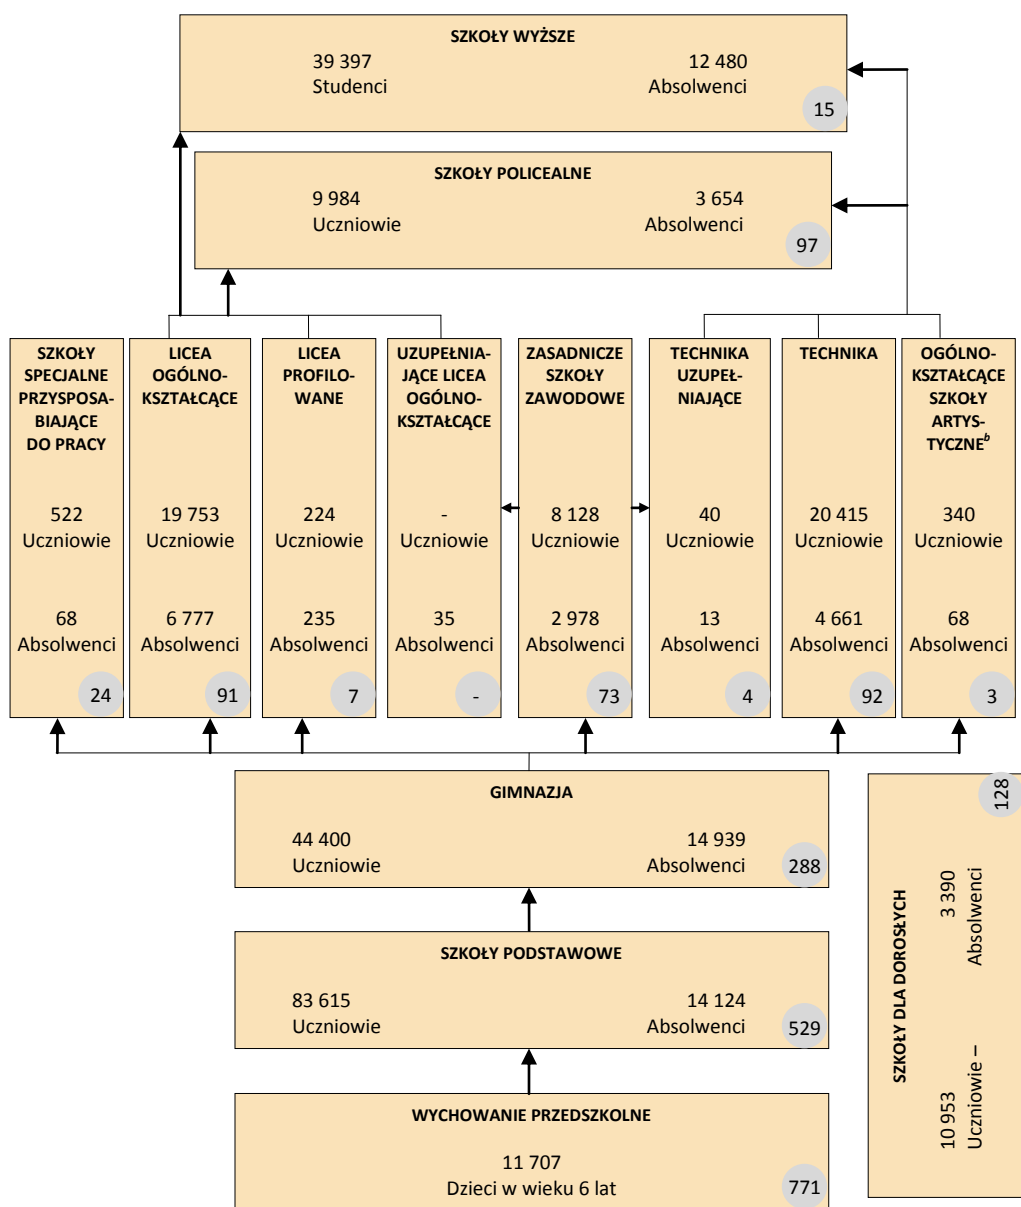 SZKOŁY WYŻSZE
39 397
Studenci
12 480
Absolwenci
15
SZKOŁY POLICEALNE
9 984
Uczniowie
3 654
Absolwenci
97
SZKOŁY
SPECJALNE
PRZYSPOSA-
BIAJĄCE
DO PRACY
522
Uczniowie
68
Absolwenci
24
LICEA
OGÓLNO-
KSZTAŁCĄCE
19 753
Uczniowie
6 777
Absolwenci
91
LICEA
PROFILO-
WANE
224
Uczniowie
235
Absolwenci
7
UZUPEŁNIA-
JĄCE LICEA
OGÓLNO-
KSZTAŁCĄCE
-
Uczniowie
35
Absolwenci
-
ZASADNICZE
SZKOŁY
ZAWODOWE
8 128
Uczniowie
2 978
Absolwenci
73
TECHNIKA
UZUPEŁ-
NIAJĄCE
40
Uczniowie
13
Absolwenci
4
TECHNIKA
20 415
Uczniowie
4 661
Absolwenci
92
OGÓLNO-
KSZTAŁCĄCE
SZKOŁY
ARTYS-
TYCZNEb
340
Uczniowie
68
Absolwenci
3
GIMNAZJA
44 400
Uczniowie
14 939
Absolwenci
288
SZKOŁY PODSTAWOWE
83 615
Uczniowie
14 124
Absolwenci
529
WYCHOWANIE PRZEDSZKOLNE
11 707
Dzieci w wieku 6 lat
771
SZKOŁY DLA DOROSŁYCH
10 953
Uczniowie –
3 390
Absolwenci
128